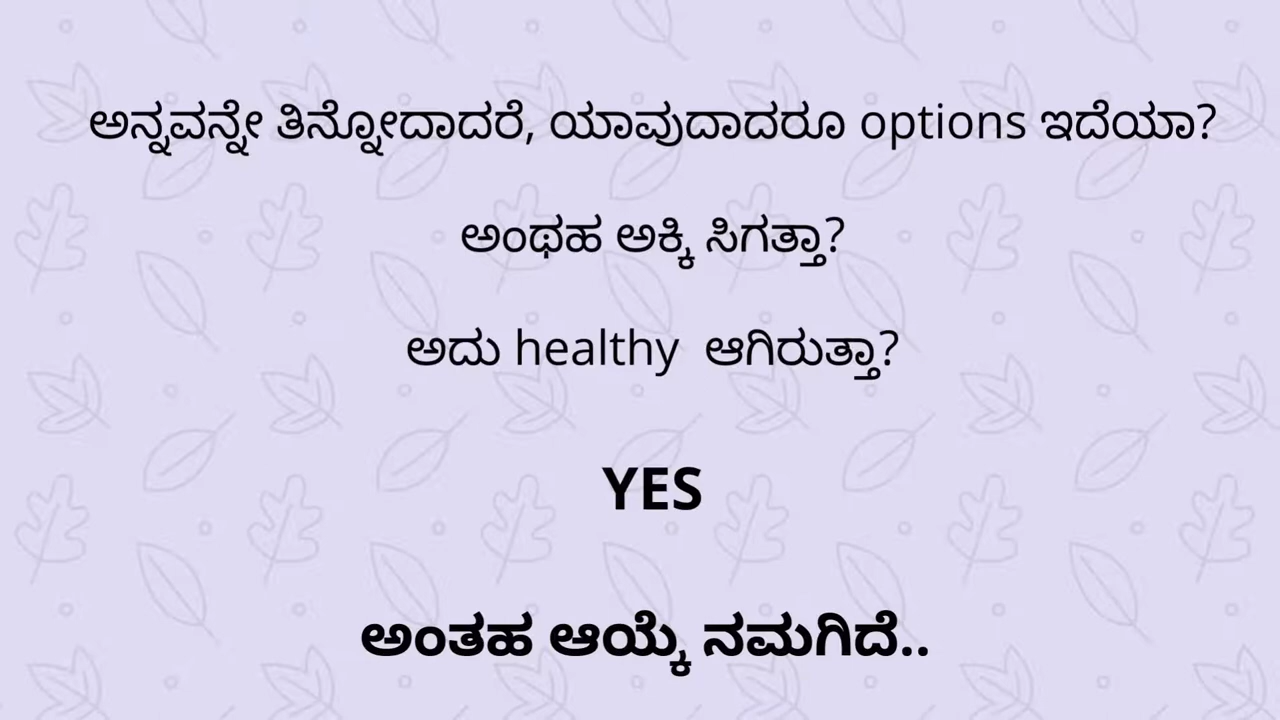 ಅನ್ನವನ್ನೇ ತಿನ್ನೋದಾದರೆ, ಯಾವುದಾದರೂ options ಇದೆಯಾ?
ಅಂಥಹ ಅಕ್ಕಿ ಸಿಗತ್ತಾ?
ಅದು healthy ಆಗಿರುತ್ತಾ?
YES
ಅಂತಹ ಆಯ್ಕೆ ನಮಗಿದೆ..